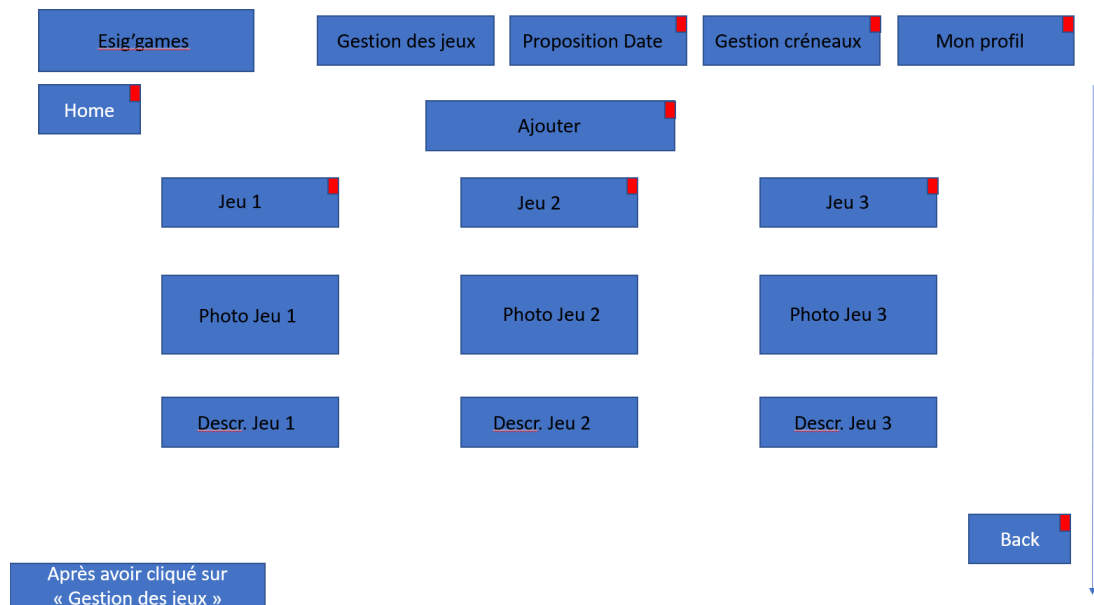 Esig'games
Gestion des jeux
Proposition Date
Gestion créneaux
Mon profil
Home
Ajouter
Jeu 1
Jeu 2
Jeu 3
Photo Jeu 1
Photo Jeu 2
Photo Jeu 3
Descr. Jeu 1
Descr. Jeu 2
Descr. Jeu 3
Back
Après avoir cliqué sur
« Gestion des jeux »